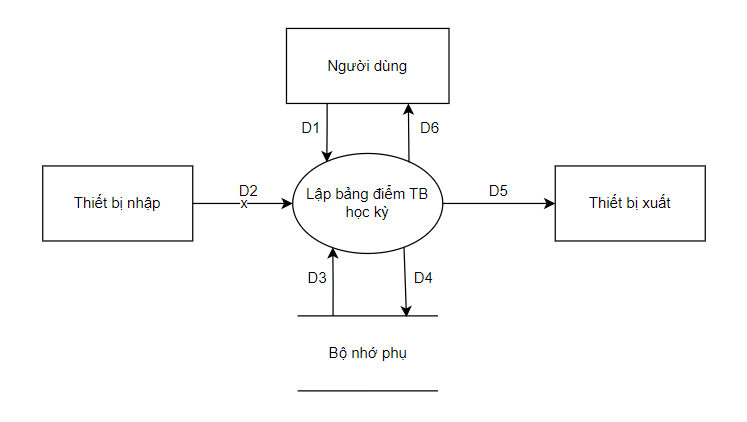 Người dùng
D1
D6
Thiết bị nhập
D2
x
Lập bảng điểm TB
học kỳ
D5
Thiết bị xuất
D3
D4
Bộ nhớ phụ